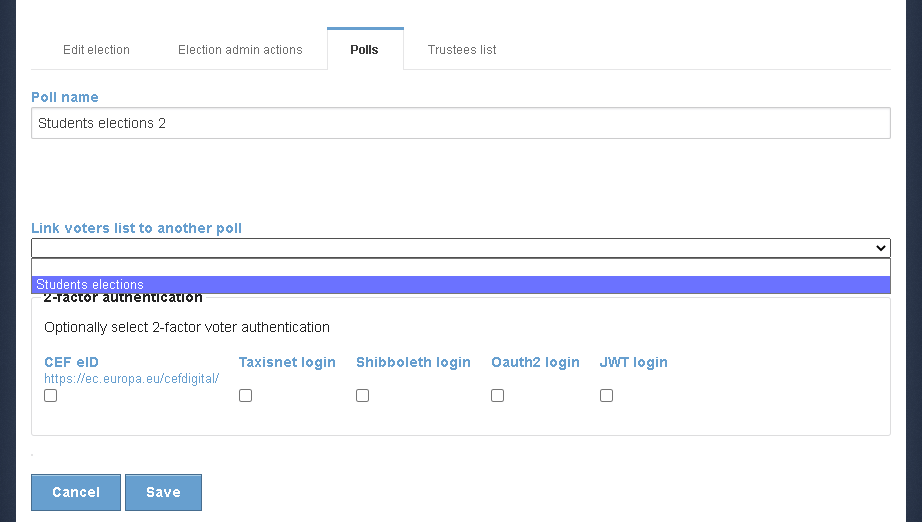 Edit election Election admin actions Polls Trustees list
Poll name
Students elections 2
Link voters list to another poll
Students elections
2-factor authentication
Optionally select 2-factor voter authentication
CEF eID Taxisnet login Shibboleth login Oauth2 login JWT login
https://ec.europa.eu/cefdigital/
Cancel Save